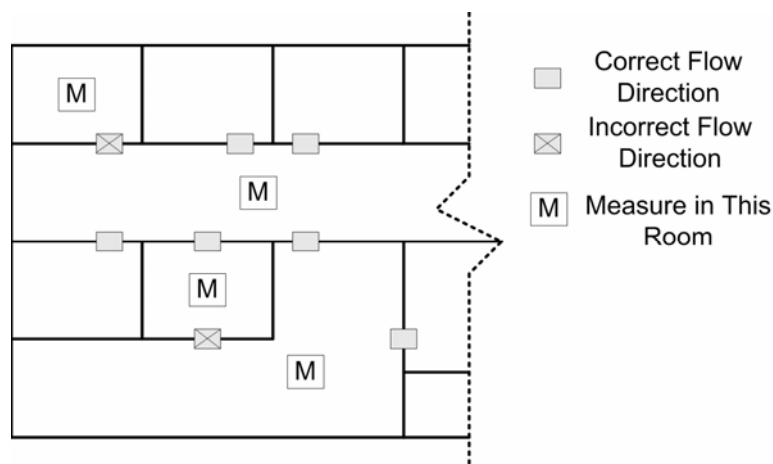 M
Correct Flow
Direction
Incorrect Flow
Direction
M
M
Measure in This
Room
M
M